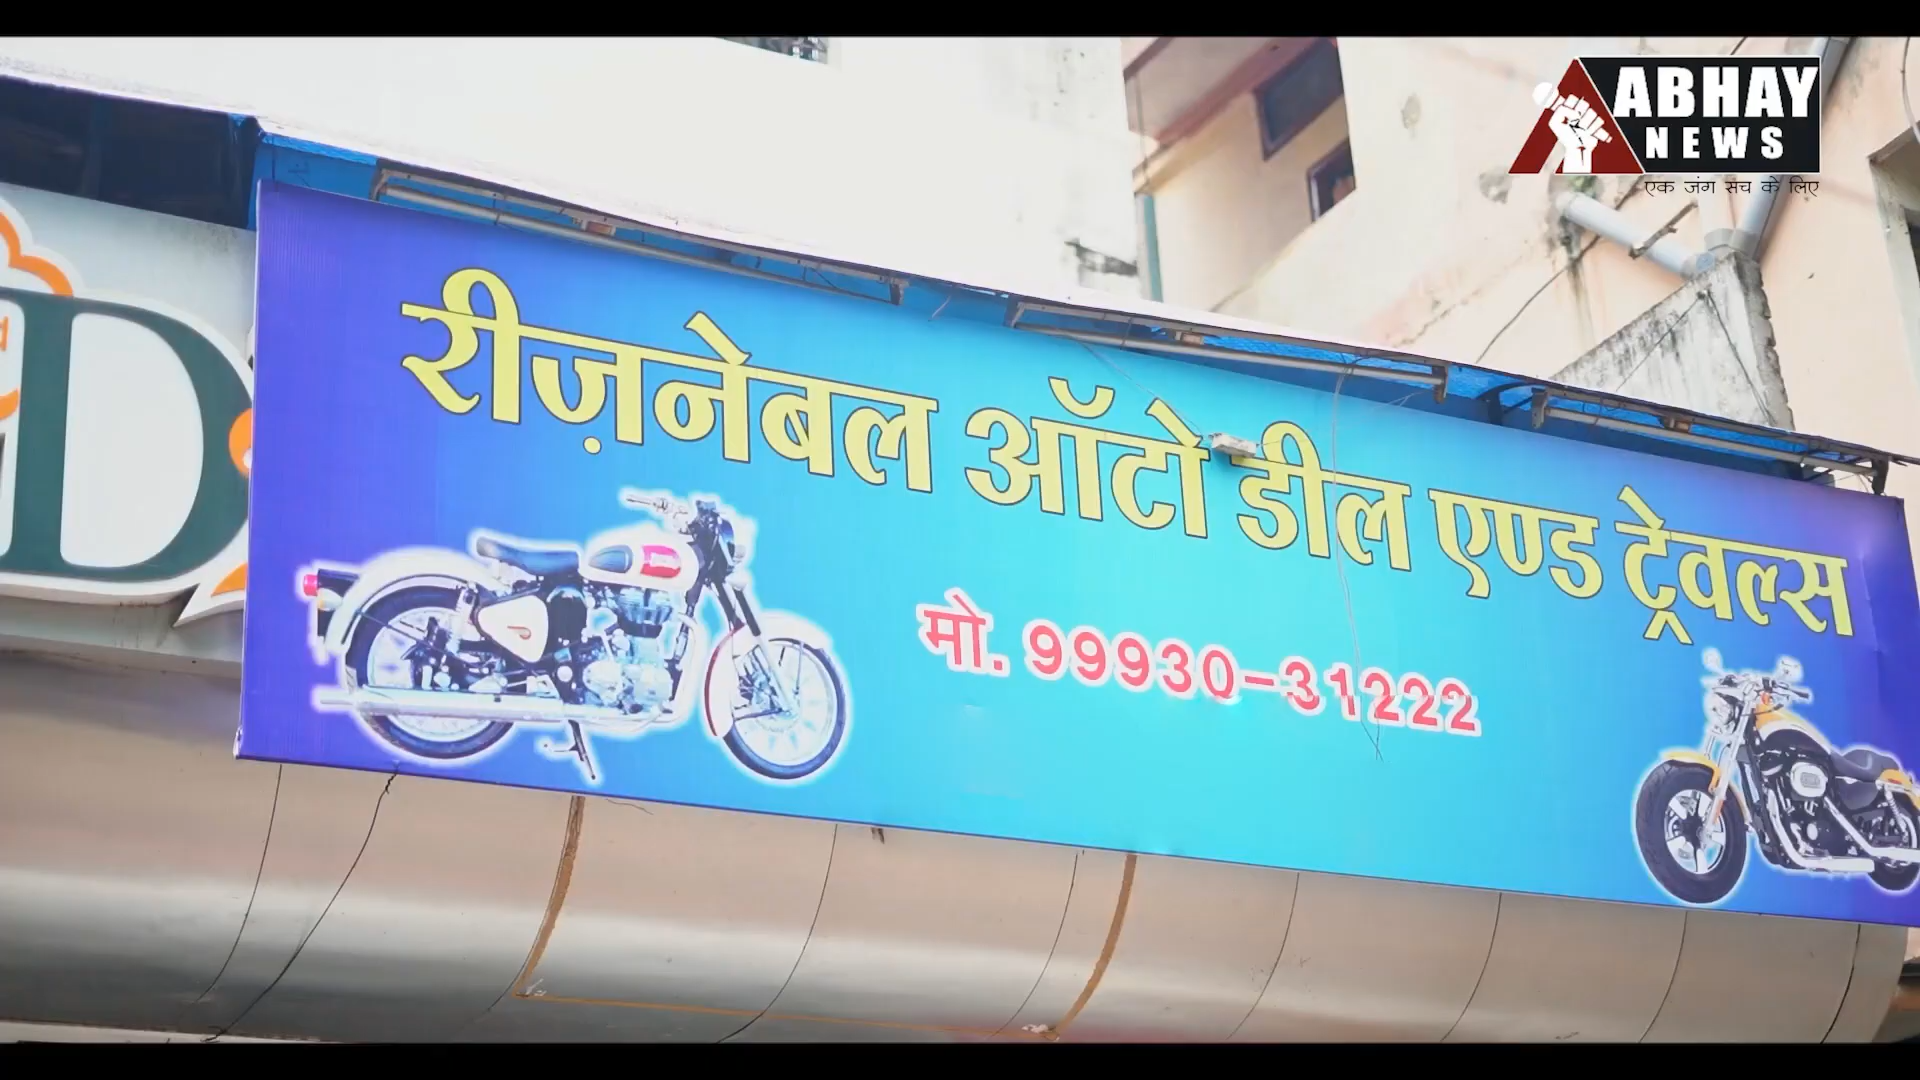 ABHAY
NEWS
एक जंग सच के लिए
रीज़नेबल ऑटो डील एण्ड ट्रेवल्स
मो. 99930-31222
D